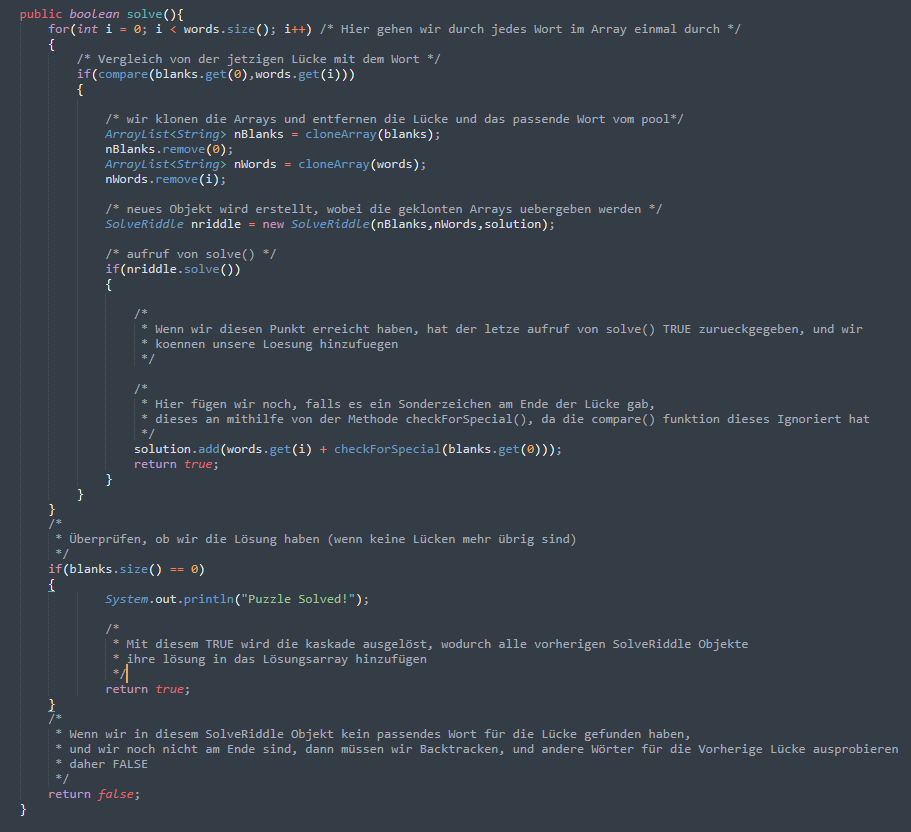 public boolean solve(){
for(int i = 0; i < words.size(); i++) /* Hier gehen wir durch jedes Wort im Array einmal durch */
{
/* Vergleich von der jetzigen Lücke mit dem Wort */
if(compare(blanks.get(0),words.get(i)))
{
/* wir klonen die Arrays und entfernen die Lücke und das passende Wort vom pool*/
ArrayList<String> nBlanks = cloneArray(blanks);
nBlanks.remove(0);
ArrayList<String> nWords = cloneArray(words);
nWords.remove(i);
/* neues Objekt wird erstellt, wobei die geklonten Arrays uebergeben werden */
SolveRiddle nriddle = new SolveRiddle(nBlanks,nWords,solution);
/* aufruf von solve() */
if(nriddle.solve())
{
/*
* Wenn wir diesen Punkt erreicht haben, hat der letze aufruf von solve() TRUE zurueckgegeben, und wir
* koennen unsere Loesung hinzufuegen
*/
/*
* Hier fügen wir noch, falls es ein Sonderzeichen am Ende der Lücke gab,
* dieses an mithilfe von der Methode checkForSpecial(), da die compare() funktion dieses Ignoriert hat
*/
solution.add(words.get(i) + checkForSpecial(blanks.get(0)));
return true;
}
}
}
/*
* Überprüfen, ob wir die Lösung haben (wenn keine Lücken mehr übrig sind)
*/
if(blanks.size() == 0)
{
System.out.println("Puzzle Solved!");
/*
* Mit diesem TRUE wird die kaskade ausgelöst, wodurch alle vorherigen SolveRiddle Objekte
* ihre lösung in das Lösungsarray hinzufügen
*/
return true;
}
/*
* Wenn wir in diesem SolveRiddle Objekt kein passendes Wort für die Lücke gefunden haben,
* und wir noch nicht am Ende sind, dann müssen wir Backtracken, und andere Wörter für die Vorherige Lücke ausprobieren
* daher FALSE
*/
return false;
}